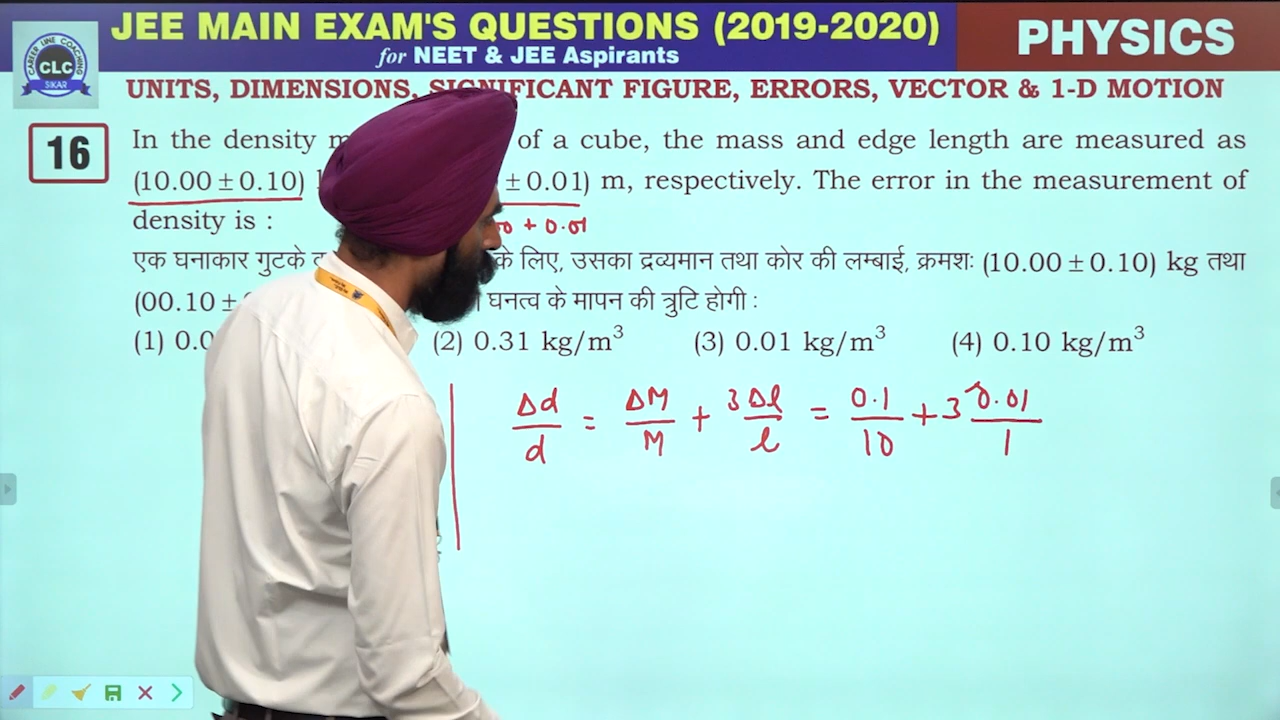 JEE MAIN EXAM'S QUESTIONS (2019-2020)
for NEET & JEE Aspirants
PHYSICS
CAREER LINE COACHING
CLC
SIKAR
UNITS, DIMENSIONS, SIGNIFICANT FIGURE, ERRORS, VECTOR & 1-D MOTION
16
In the density of a cube, the mass and edge length are measured as
(10.00 ± 0.10) ± 0.01) m, respectively. The error in the measurement of
density is :
+ 0.01
एक घनाकार गुटके के लिए, उसका द्रव्यमान तथा कोर की लम्बाई, क्रमशः (10.00 ± 0.10) kg तथा
(00.10 ± घनत्व के मापन की त्रुटि होगी :
(1) (2) 0.31 kg/m³ (3) 0.01 kg/m³ (4) 0.10 kg/m³
Δd/d = ΔM/M + 3Δl/l = 0.1/10 + 3 0.01/1